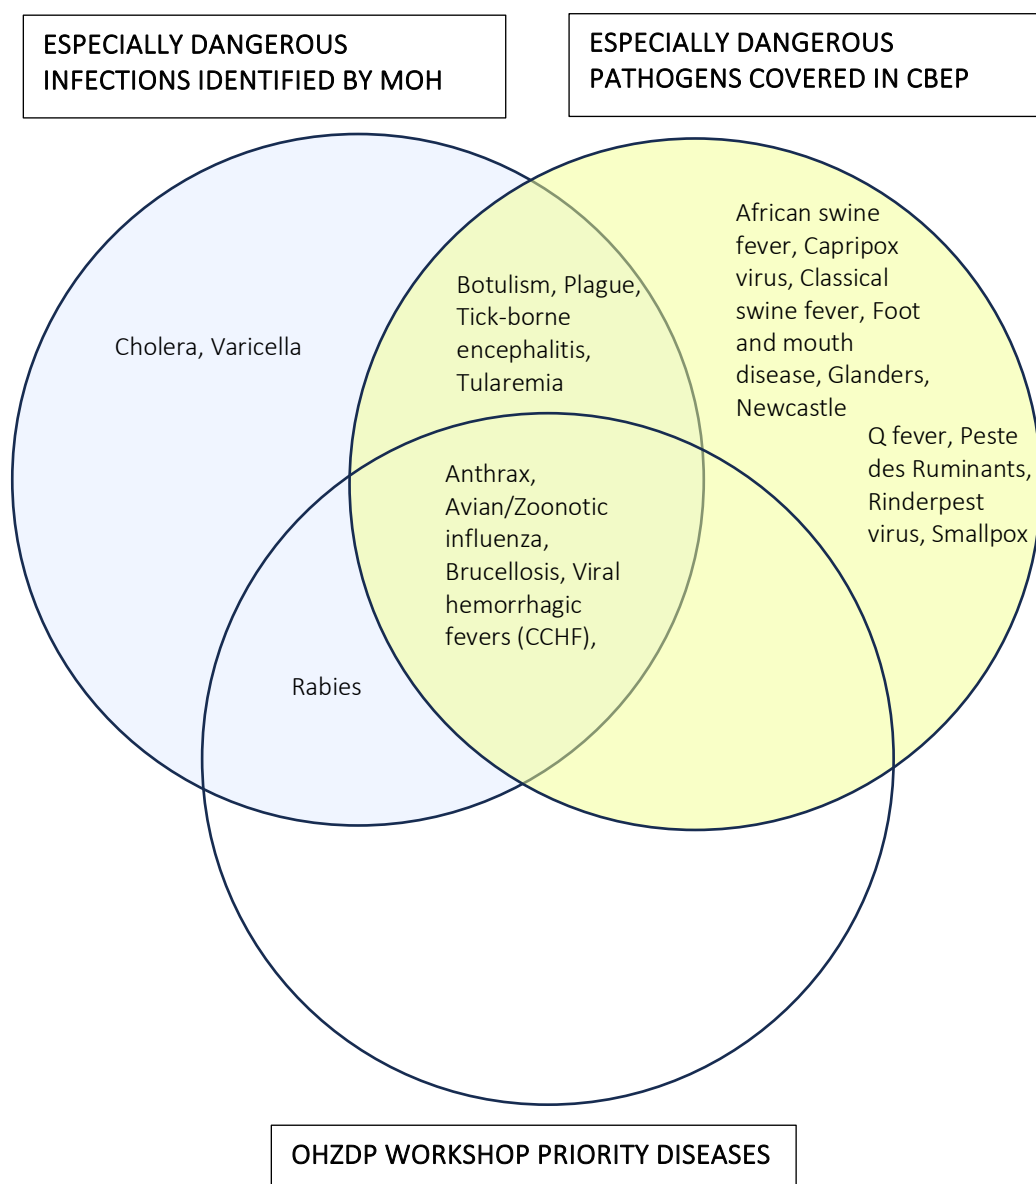 ESPECIALLY DANGEROUS
INFECTIONS IDENTIFIED BY MOH
ESPECIALLY DANGEROUS
PATHOGENS COVERED IN CBEP
Cholera, Varicella
Botulism, Plague,
Tick-borne
encephalitis,
Tularemia
African swine
fever, Capripox
virus, Classical
swine fever, Foot
and mouth
disease, Glanders,
Newcastle
Q fever, Peste
des Ruminants,
Rinderpest
virus, Smallpox
Anthrax,
Avian/Zoonotic
influenza,
Brucellosis, Viral
hemorrhagic
fevers (CCHF),
Rabies
OHZDP WORKSHOP PRIORITY DISEASES